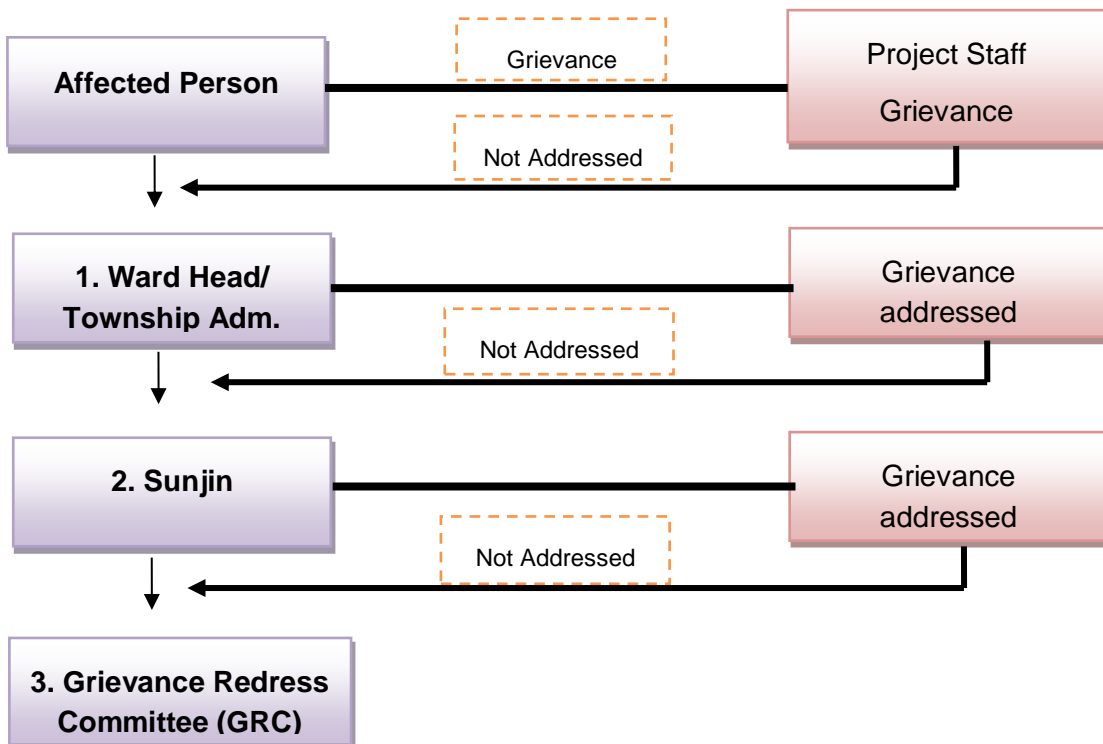 Affected Person
Grievance
Project Staff
Grievance
Not Addressed
1. Ward Head/
Township Adm.
Grievance
addressed
Not Addressed
2. Sunjin
Grievance
addressed
Not Addressed
3. Grievance Redress
Committee (GRC)